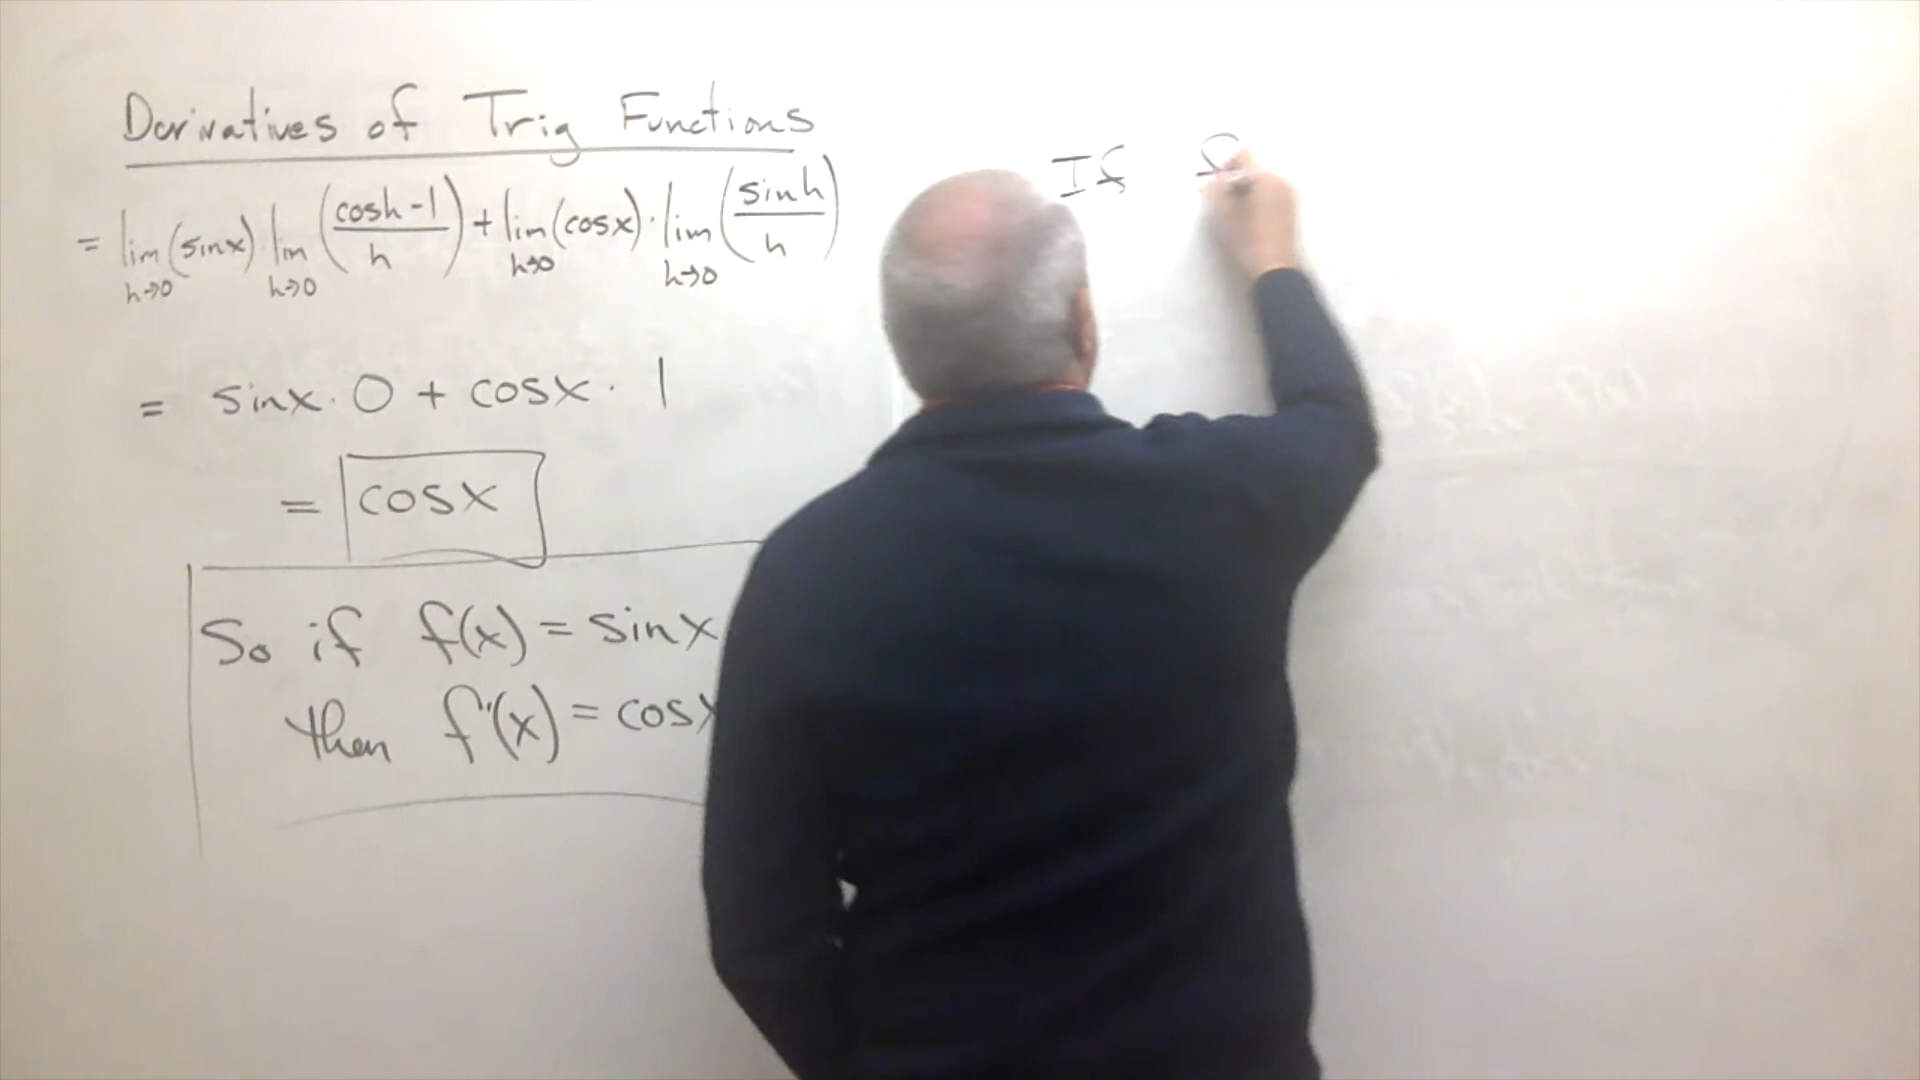 Derivatives of Trig Functions
= lim h→0 (sinx) · lim h→0 ((cosh-1)/h) + lim h→0 (cosx) · lim h→0 (sinh/h)
= sinx · 0 + cosx · 1
= cosx
So if f(x) = sinx
then f'(x) = cosx
If